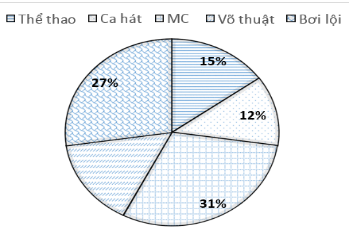 Thể thao Ca hát MC Võ thuật Bơi lội
15%
27%
12%
31%